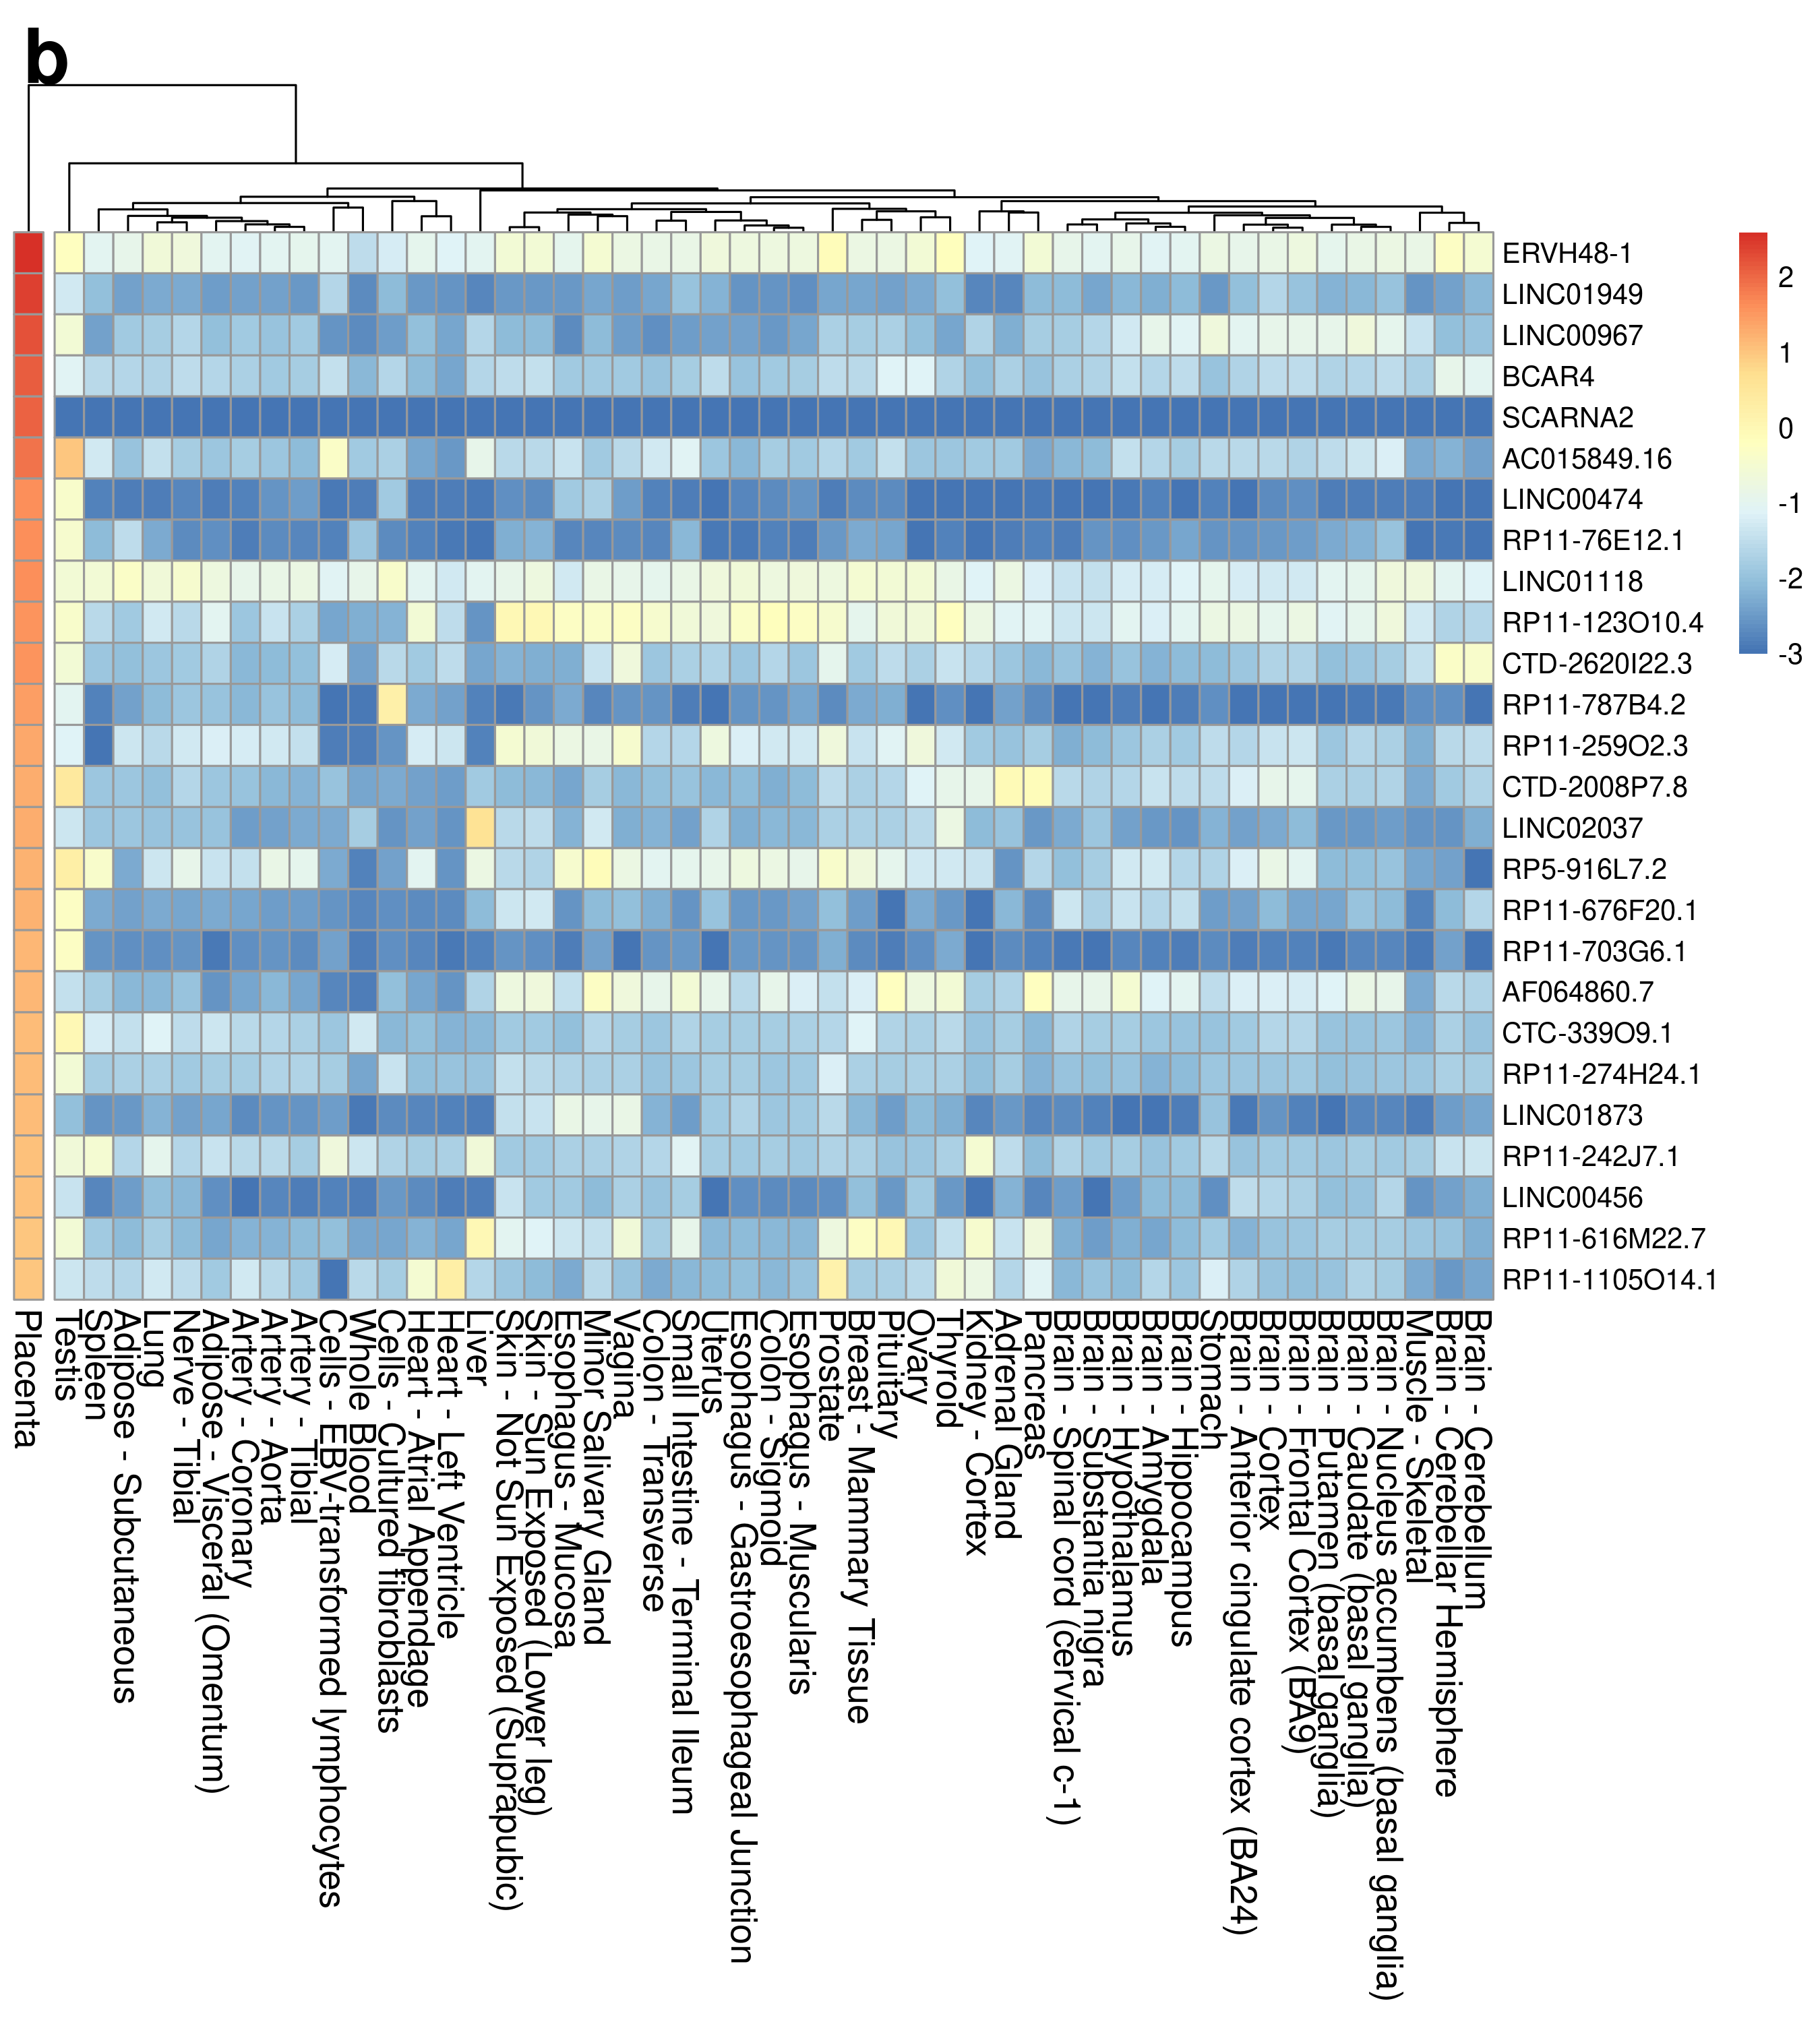 b
ERVH48-1
LINC01949
LINC00967
BCAR4
SCARNA2
AC015849.16
LINC00474
RP11-76E12.1
LINC01118
RP11-123O10.4
CTD-2620I22.3
RP11-787B4.2
RP11-259O2.3
CTD-2008P7.8
LINC02037
RP5-916L7.2
RP11-676F20.1
RP11-703G6.1
AF064860.7
CTC-339O9.1
RP11-274H24.1
LINC01873
RP11-242J7.1
LINC00456
RP11-616M22.7
RP11-1105O14.1
2
1
0
-1
-2
-3
Placenta
Testis
Spleen
Adipose - Subcutaneous
Lung
Nerve - Tibial
Adipose - Visceral (Omentum)
Artery - Coronary
Artery - Aorta
Artery - Tibial
Cells - EBV-transformed lymphocytes
Whole Blood
Cells - Cultured fibroblasts
Heart - Atrial Appendage
Heart - Left Ventricle
Liver
Skin - Not Sun Exposed (Suprapubic)
Skin - Sun Exposed (Lower leg)
Esophagus - Mucosa
Minor Salivary Gland
Vagina
Colon - Transverse
Small Intestine - Terminal Ileum
Uterus
Esophagus - Gastroesophageal Junction
Colon - Sigmoid
Esophagus - Muscularis
Prostate
Breast - Mammary Tissue
Pituitary
Ovary
Thyroid
Kidney - Cortex
Adrenal Gland
Pancreas
Brain - Spinal cord (cervical c-1)
Brain - Substantia nigra
Brain - Hypothalamus
Brain - Amygdala
Brain - Hippocampus
Stomach
Brain - Anterior cingulate cortex (BA24)
Brain - Cortex
Brain - Frontal Cortex (BA9)
Brain - Putamen (basal ganglia)
Brain - Caudate (basal ganglia)
Brain - Nucleus accumbens (basal ganglia)
Muscle - Skeletal
Brain - Cerebellar Hemisphere
Brain - Cerebellum